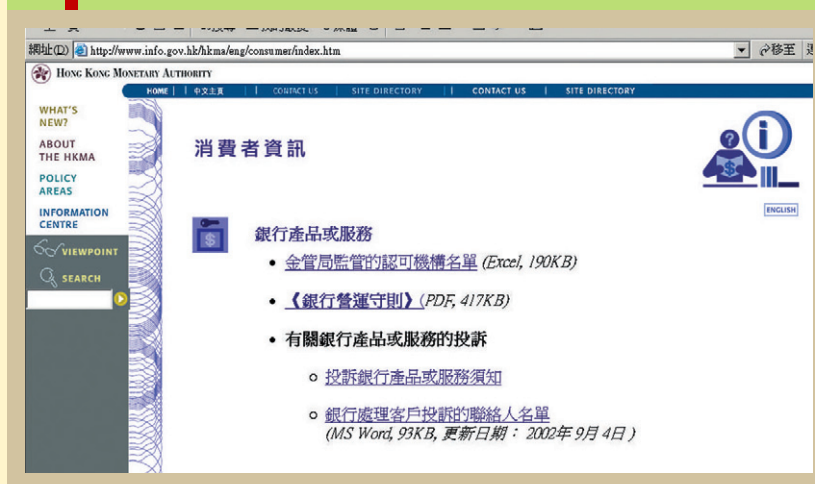 網址(D) http://www.info.gov.hk/hkma/eng/consumer/index.htm 移至
HONG KONG MONETARY AUTHORITY
HOME | | 中文主頁 | | CONTACT US | SITE DIRECTORY | | CONTACT US | SITE DIRECTORY
WHAT'S
NEW?
ABOUT
THE HKMA
POLICY
AREAS
INFORMATION
CENTRE
VIEWPOINT
SEARCH
消費者資訊
ENGLISH
銀行產品或服務
• 金管局監管的認可機構名單 (Excel, 190KB)
• 《銀行營運守則》 (PDF, 417KB)
• 有關銀行產品或服務的投訴
○ 投訴銀行產品或服務須知
○ 銀行處理客戶投訴的聯絡人名單
(MS Word, 93KB, 更新日期： 2002年9月4日)